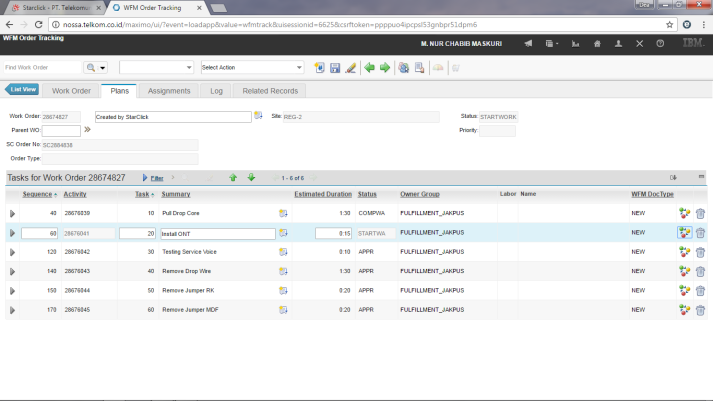 Starclick › PT. Telekomu
WFM Order Tracking
nossa.telkom.co.id/maximo/ui/?event=loadapp&value=wfmtrack&uisessionid=6625&csrftoken=ppppuo4ipcpd53gnbpr51dpm6
WFM Order Tracking
M. NUR CHABIB MASKURI
IBM
Find Work Order
Select Action
List View
Work Order
Plans
Assignments
Log
Related Records
Work Order: 28674827
Created by StarClick
Site: REG-2
Status: STARTWORK
Parent WO:
Priority:
SC Order No: SC2884838
Order Type:
Tasks for Work Order 28674827
Filter
1 - 6 of 6
Sequence Activity Task Summary Estimated Duration Status Owner Group Labor Name WFM DocType
40 28676039 10 Pull Drop Core 1:30 COMPWA FULFILLMENT_JAKPUS NEW
60 28676041 20 Install ONT 0:15 STARTWA FULFILLMENT_JAKPUS NEW
120 28676042 30 Testing Service Voice 0:10 APPR FULFILLMENT_JAKPUS NEW
140 28676043 40 Remove Drop Wire 1:30 APPR FULFILLMENT_JAKPUS NEW
150 28676044 50 Remove Jumper RK 0:20 APPR FULFILLMENT_JAKPUS NEW
170 28676045 60 Remove Jumper MDF 0:20 APPR FULFILLMENT_JAKPUS NEW